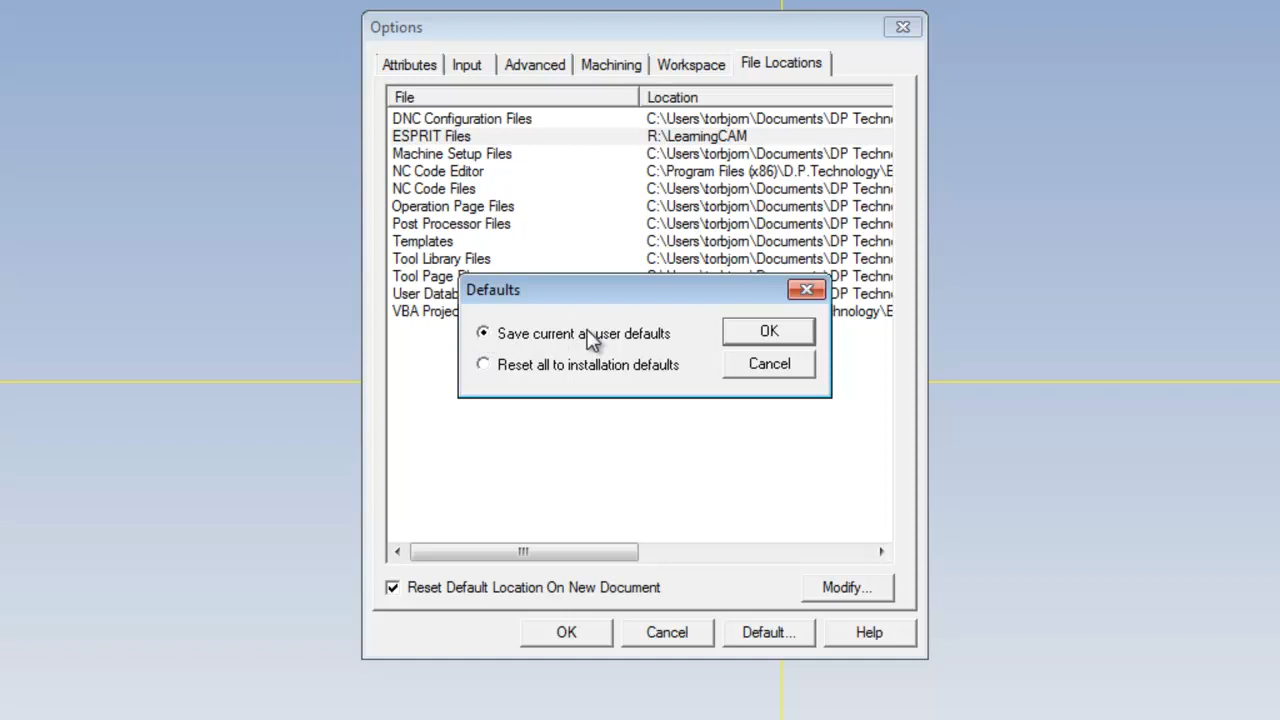 Options
Attributes Input Advanced Machining Workspace File Locations
File Location
DNC Configuration Files C:\Users\torbjorn\Documents\DP Techn
ESPRIT Files R:\LearningCAM
Machine Setup Files C:\Users\torbjorn\Documents\DP Techn
NC Code Editor C:\Program Files (x86)\D.P.Technology\E
NC Code Files C:\Users\torbjorn\Documents\DP Techn
Operation Page Files C:\Users\torbjorn\Documents\DP Techn
Post Processor Files C:\Users\torbjorn\Documents\DP Techn
Templates C:\Users\torbjorn\Documents\DP Techn
Tool Library Files C:\Users\torbjorn\Documents\DP Techn
Tool Page DP Techn
User Datab DP Techn
VBA Projec hnology\E
Defaults
Save current user defaults OK
Reset all to installation defaults Cancel
Reset Default Location On New Document Modify...
OK Cancel Default... Help